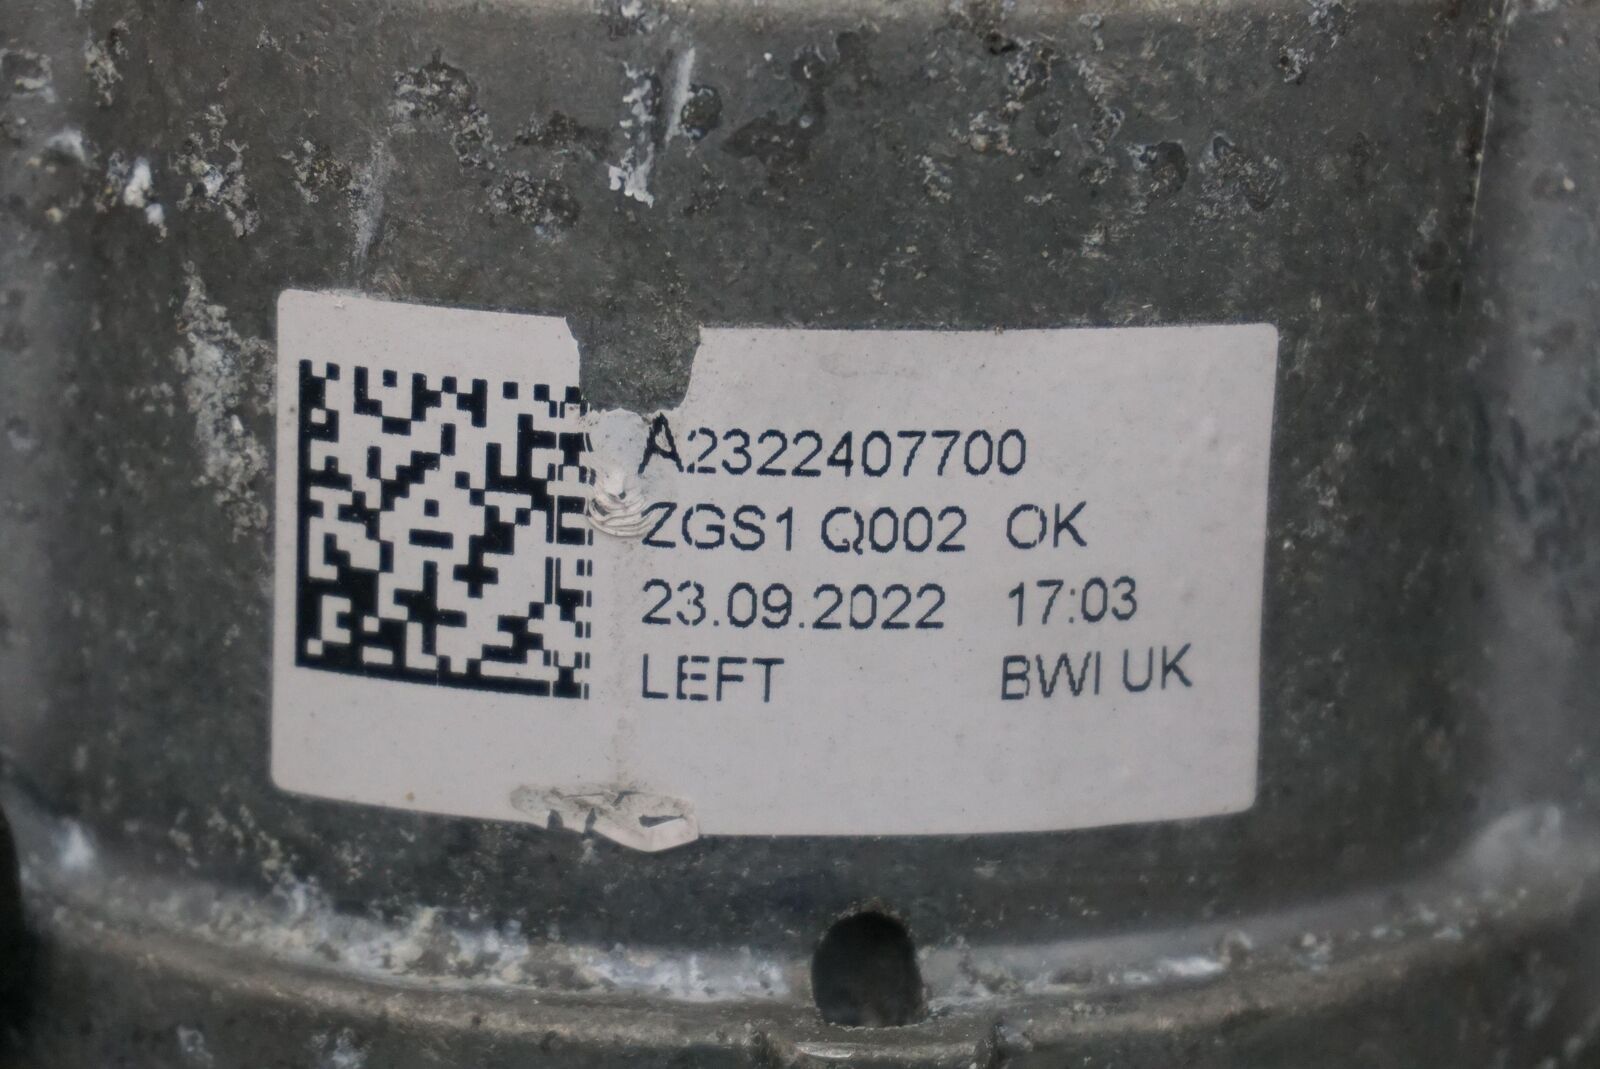 A2322407700
ZGS1 Q002 OK
23.09.2022 17:03
LEFT BWI UK